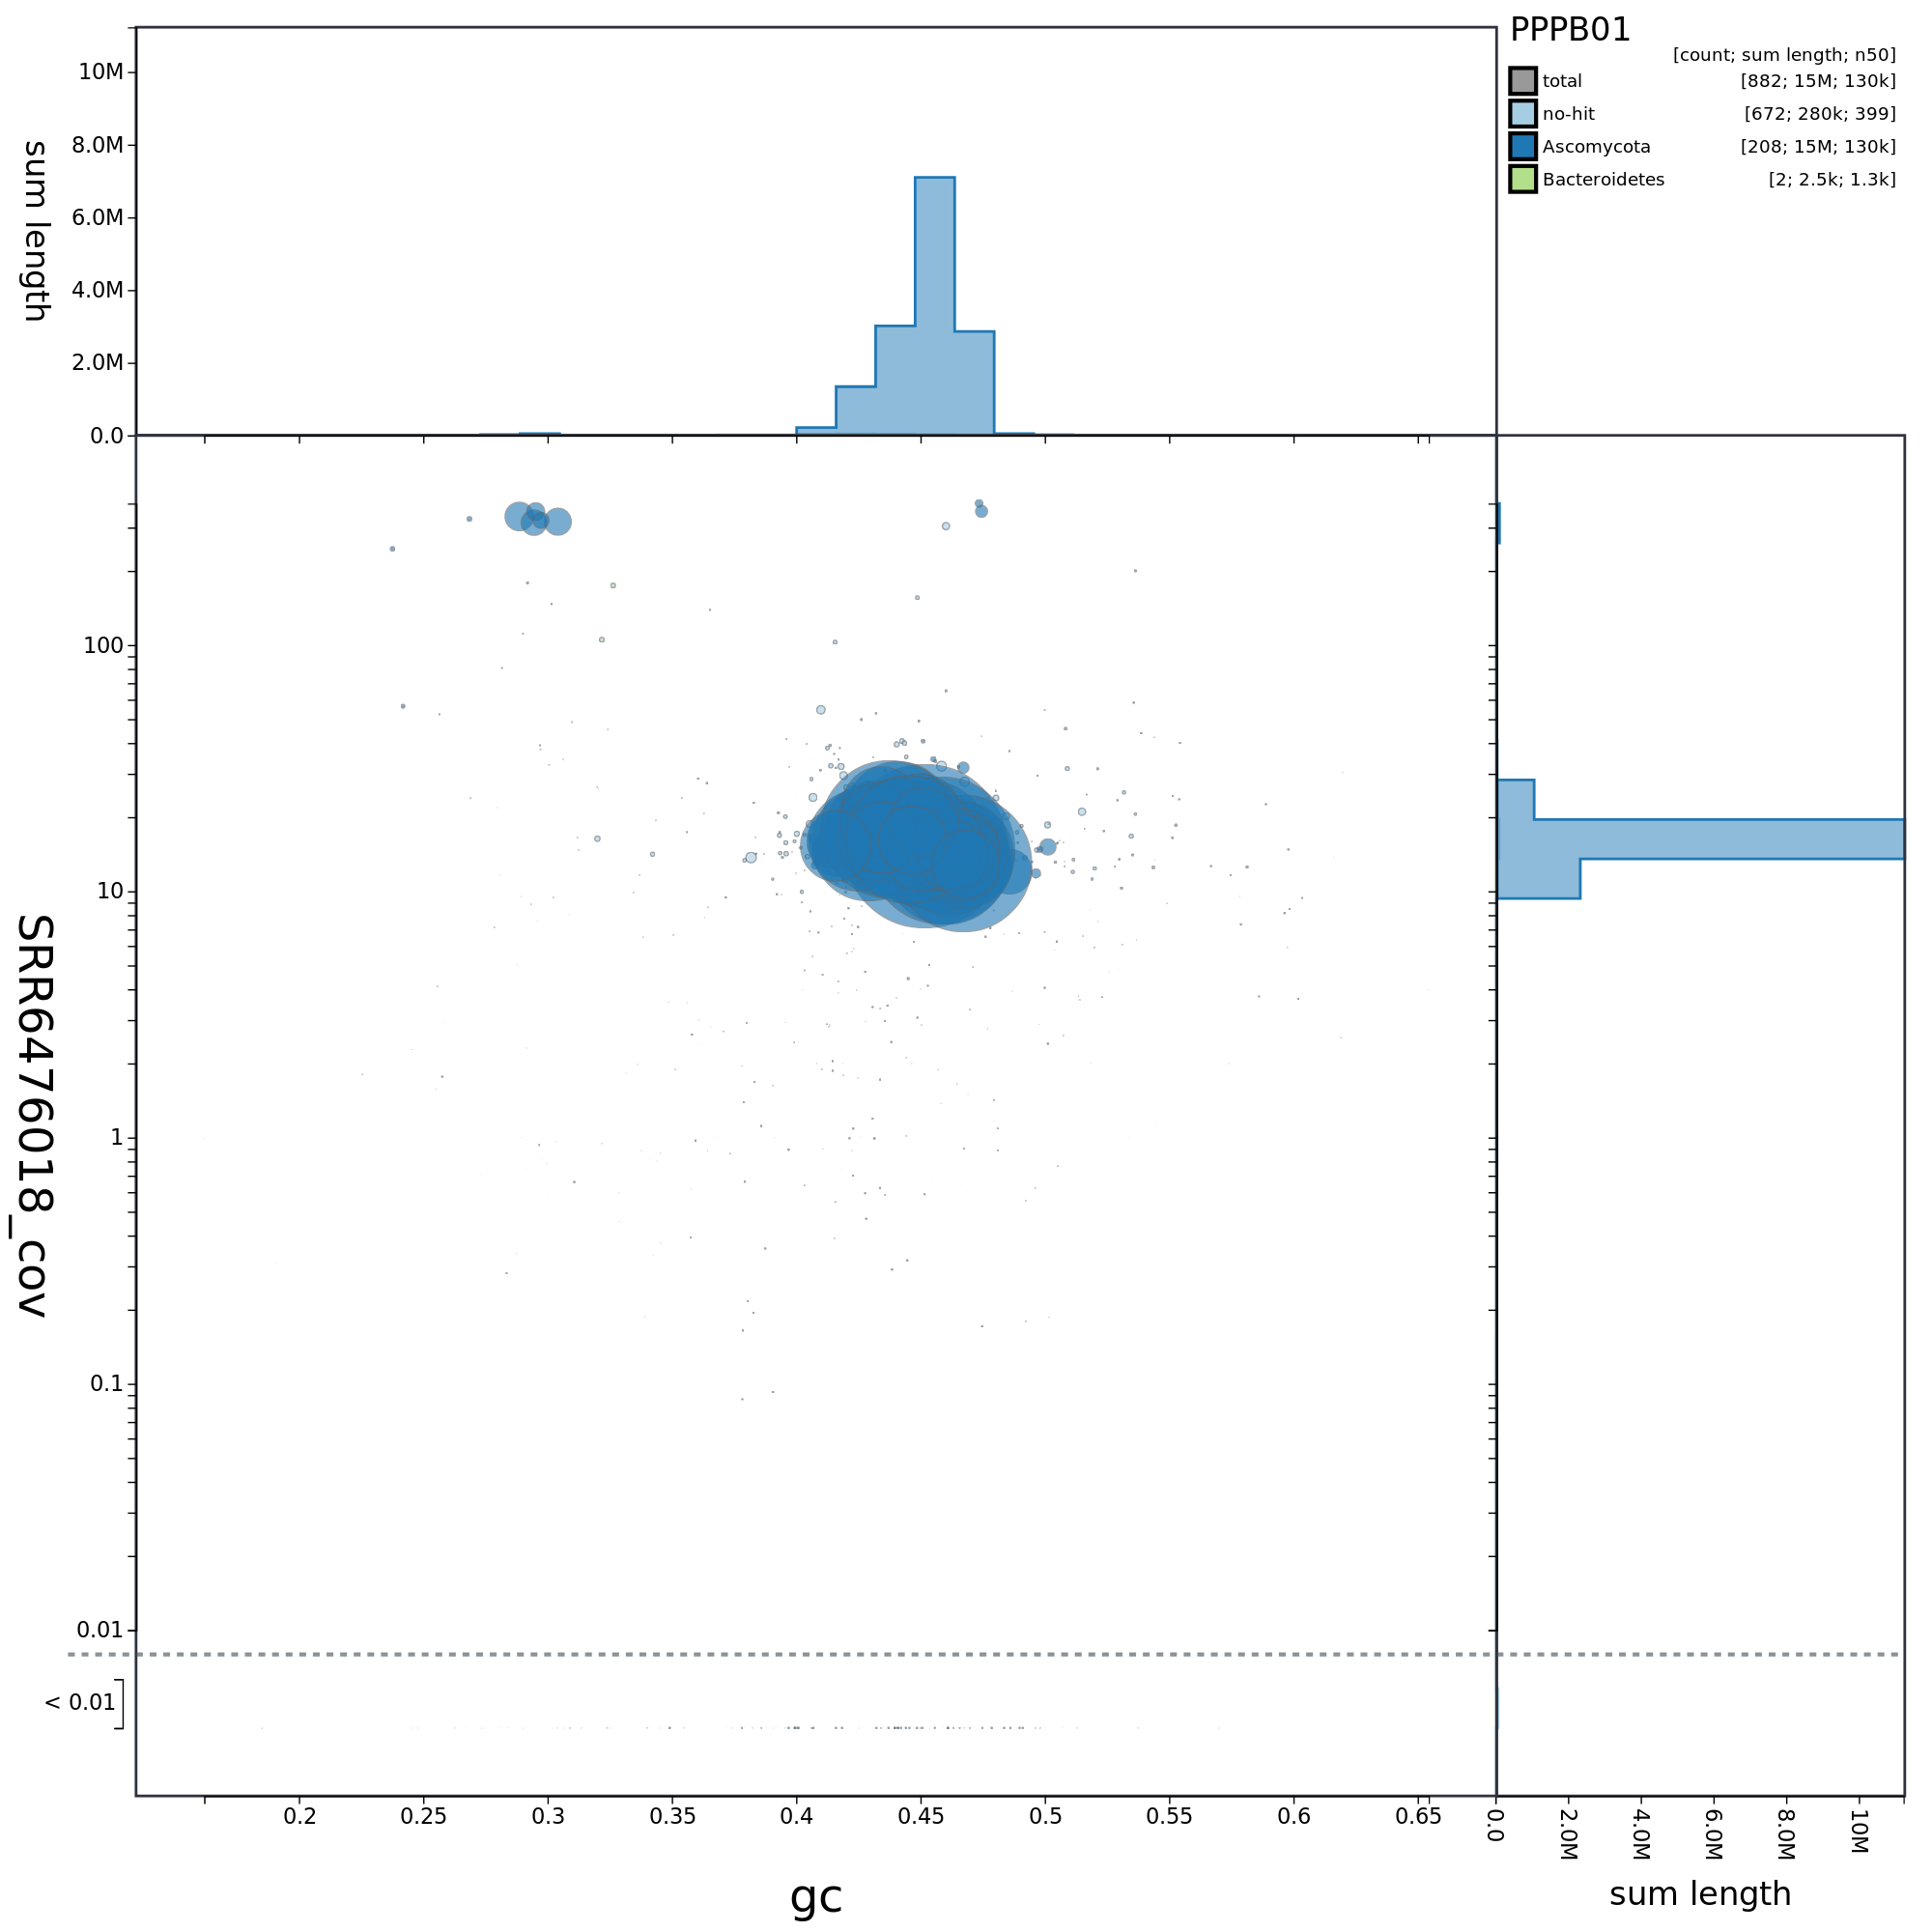 PPPB01
[count; sum length; n50]
total [882; 15M; 130k]
no-hit [672; 280k; 399]
Ascomycota [208; 15M; 130k]
Bacteroidetes [2; 2.5k; 1.3k]
sum length
10M
8.0M
6.0M
4.0M
2.0M
0.0
SRR6476018_cov
100
10
1
0.1
0.01
< 0.01
0.2 0.25 0.3 0.35 0.4 0.45 0.5 0.55 0.6 0.65
gc
0.0 2.0M 4.0M 6.0M 8.0M 10M
sum length